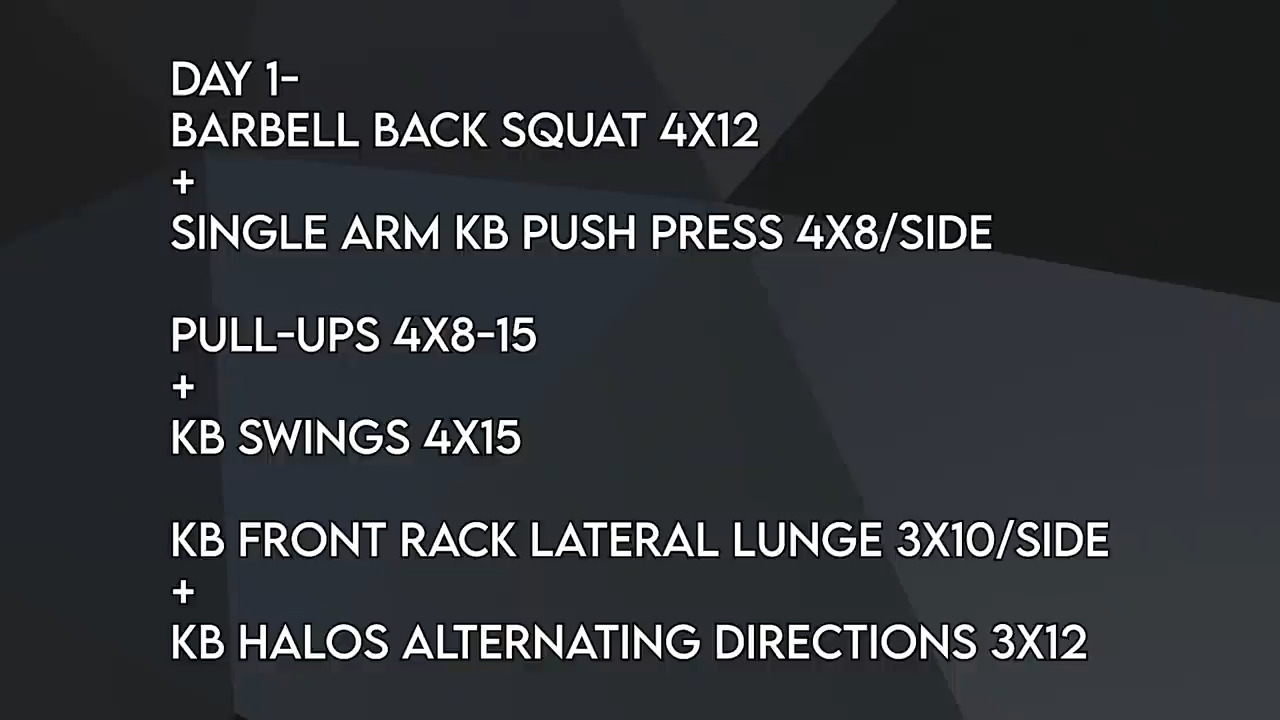 DAY 1-
BARBELL BACK SQUAT 4X12
+
SINGLE ARM KB PUSH PRESS 4X8/SIDE
PULL-UPS 4X8-15
+
KB SWINGS 4X15
KB FRONT RACK LATERAL LUNGE 3X10/SIDE
+
KB HALOS ALTERNATING DIRECTIONS 3X12